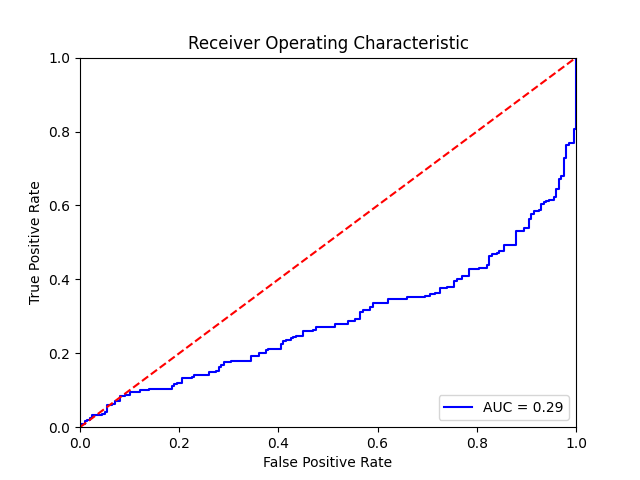 Receiver Operating Characteristic
True Positive Rate
1.0
0.8
0.6
0.4
0.2
0.0
AUC = 0.29
0.0 0.2 0.4 0.6 0.8 1.0
False Positive Rate